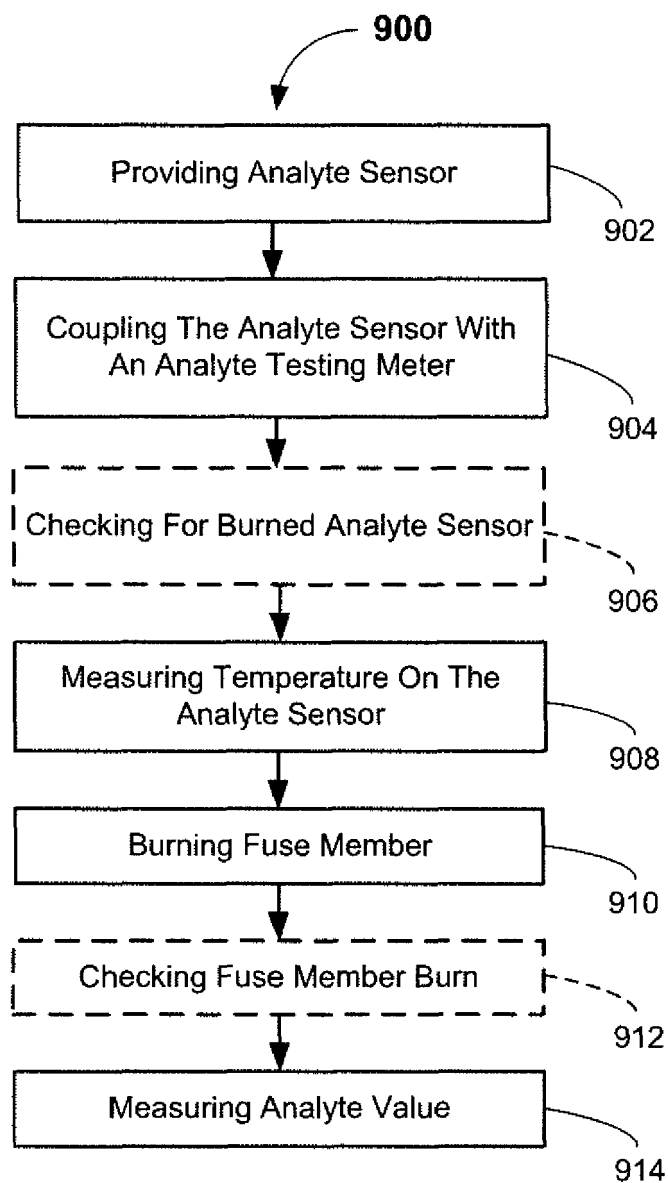 900
Providing Analyte Sensor
902
Coupling The Analyte Sensor With
An Analyte Testing Meter
904
Checking For Burned Analyte Sensor
906
Measuring Temperature On The
Analyte Sensor
908
Burning Fuse Member
910
Checking Fuse Member Burn
912
Measuring Analyte Value
914